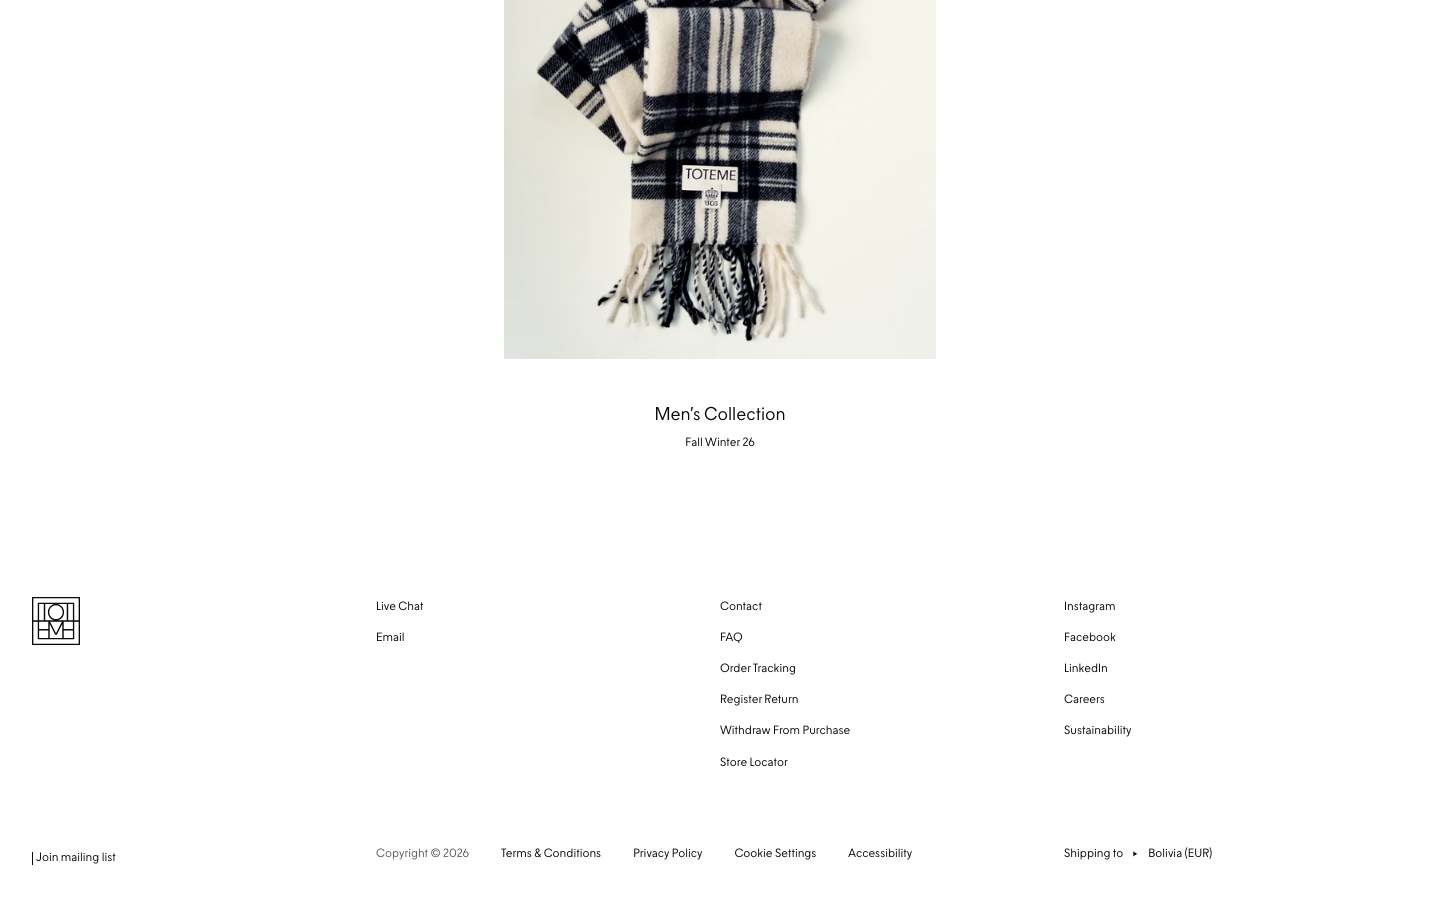 TOTEME
Men's Collection
Fall Winter 26
Live Chat
Email
Contact
FAQ
Order Tracking
Register Return
Withdraw From Purchase
Store Locator
Instagram
Facebook
LinkedIn
Careers
Sustainability
Join mailing list
Copyright © 2026
Terms & Conditions
Privacy Policy
Cookie Settings
Accessibility
Shipping to ▸ Bolivia (EUR)